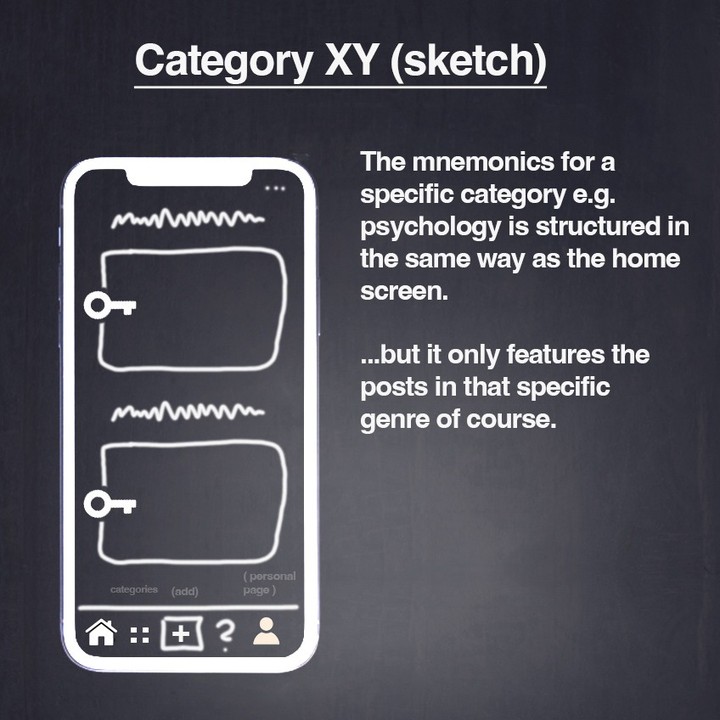 Category XY (sketch)
The mnemonics for a
specific category e.g.
psychology is structured in
the same way as the home
screen.
...but it only features the
posts in that specific
genre of course.
categories
(add)
( personal
page )
+
?